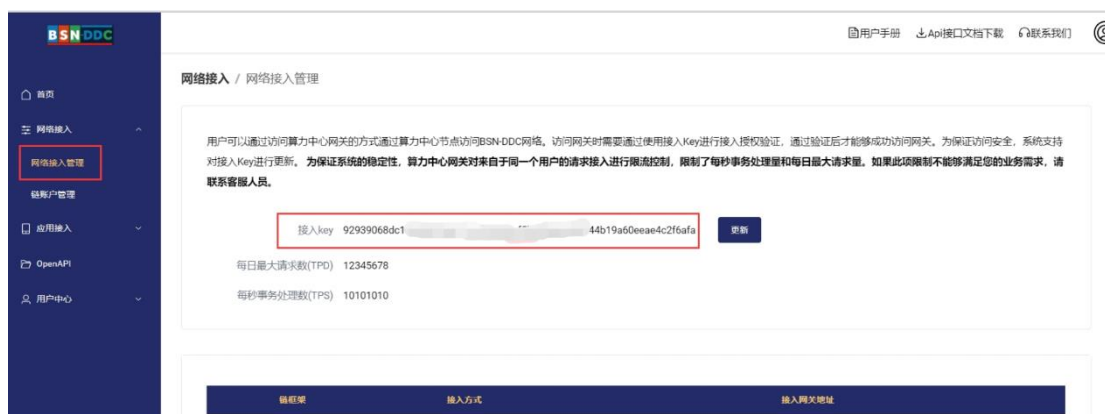 BSN DDC
用户手册 Api接口文档下载 联系我们
网络接入 / 网络接入管理
首页
网络接入
网络接入管理
链账户管理
应用接入
OpenAPI
用户中心
用户可以通过访问算力中心网关的方式通过算力中心节点访问BSN-DDC网络。访问网关时需要通过使用接入Key进行接入授权验证，通过验证后才能够成功访问网关。为保证访问安全，系统支持
对接入Key进行更新。为保证系统的稳定性，算力中心网关对来自于同一个用户的请求接入进行限流控制，限制了每秒事务处理量和每日最大请求量。如果此项限制不能够满足您的业务需求，请
联系客服人员。
接入key 92939068dc1 44b19a60eeae4c2f6afa 更新
每日最大请求数(TPD) 12345678
每秒事务处理数(TPS) 10101010
链框架 接入方式 接入网关地址